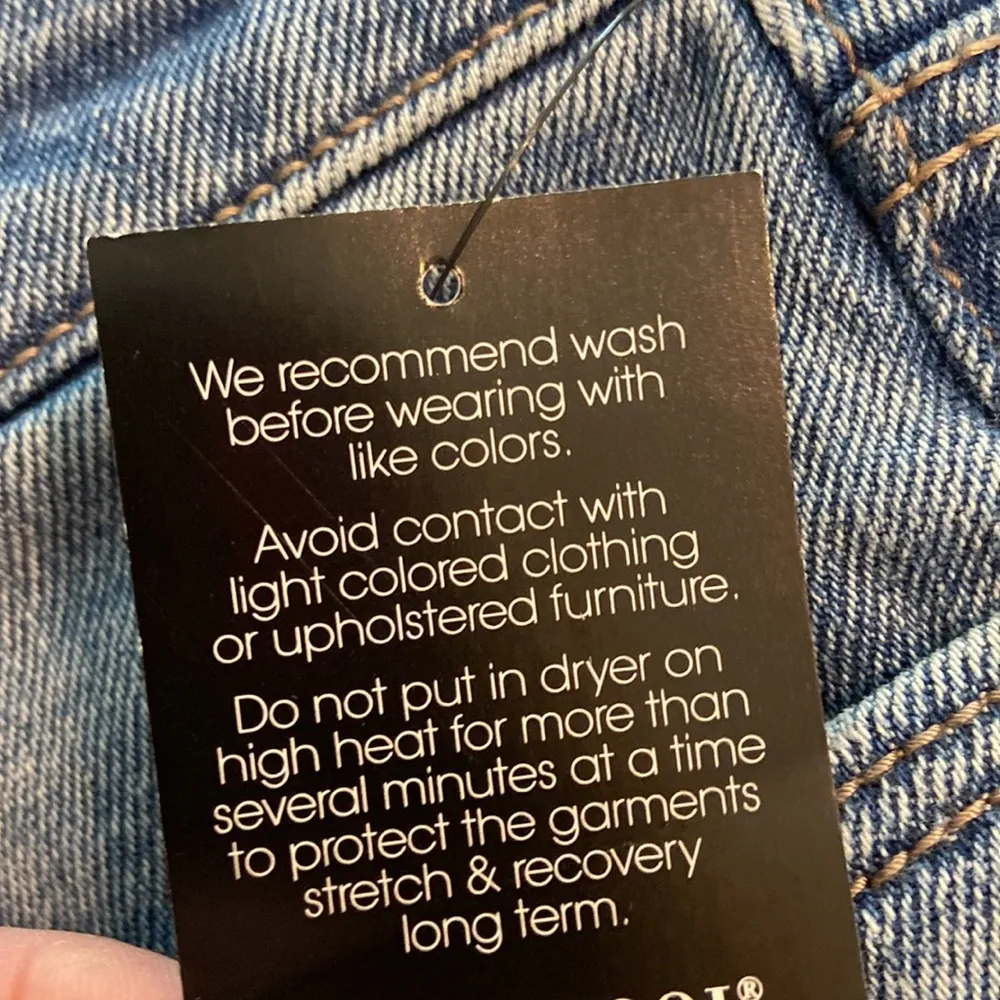 We recommend wash
before wearing with
like colors.
Avoid contact with
light colored clothing
or upholstered furniture.
Do not put in dryer on
high heat for more than
several minutes at a time
to protect the garments
stretch & recovery
long term.